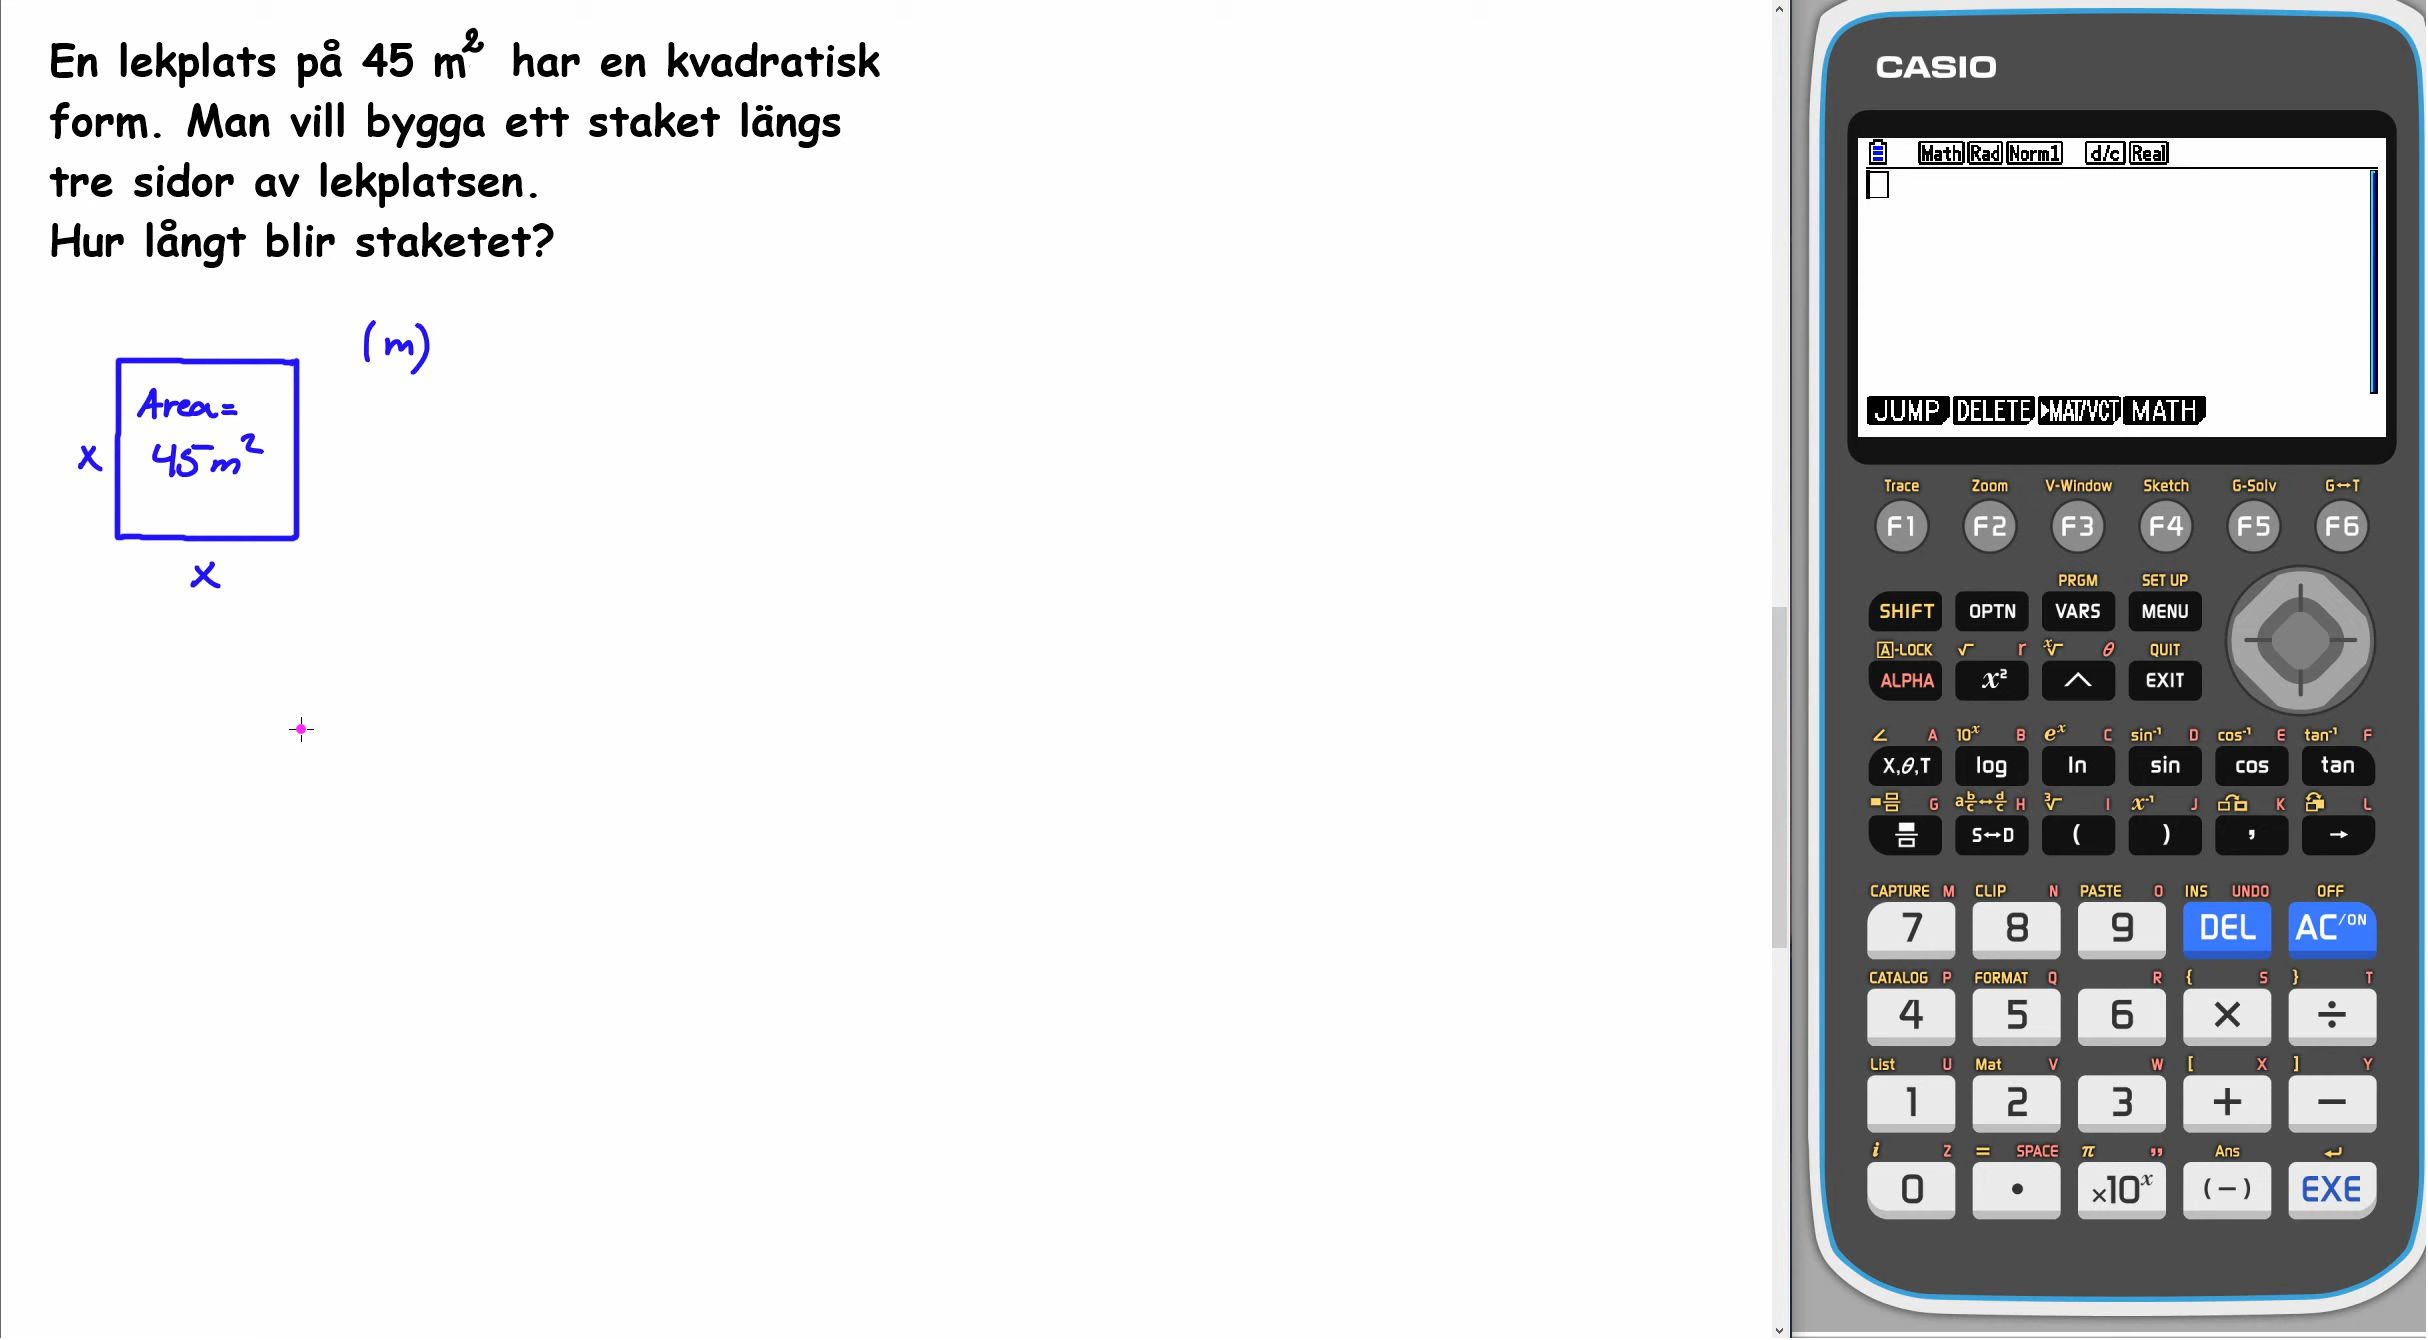 En lekplats på 45 m² har en kvadratisk
form. Man vill bygga ett staket längs
tre sidor av lekplatsen.
Hur långt blir staketet?
(m)
Area=
45m²
x
x
CASIO
Math Rad Norm1 d/c Real
JUMP DELETE ▶MAT/VCT MATH
Trace Zoom V-Window Sketch G-Solv G↔T
F1 F2 F3 F4 F5 F6
PRGM SET UP
SHIFT OPTN VARS MENU
A-LOCK √ r ˣ√ θ QUIT
ALPHA x² ^ EXIT
∠ A 10ˣ B eˣ C sin⁻¹ D cos⁻¹ E tan⁻¹ F
X,θ,T log ln sin cos tan
G a b/c↔d/c H ³√ I x⁻¹ J K L
S↔D ( ) , →
CAPTURE M CLIP N PASTE O INS UNDO OFF
7 8 9 DEL AC/ON
CATALOG P FORMAT Q R { S } T
4 5 6 × ÷
List U Mat V W [ X ] Y
1 2 3 + −
i Z = SPACE π " Ans ↵
0 • ×10ˣ (−) EXE